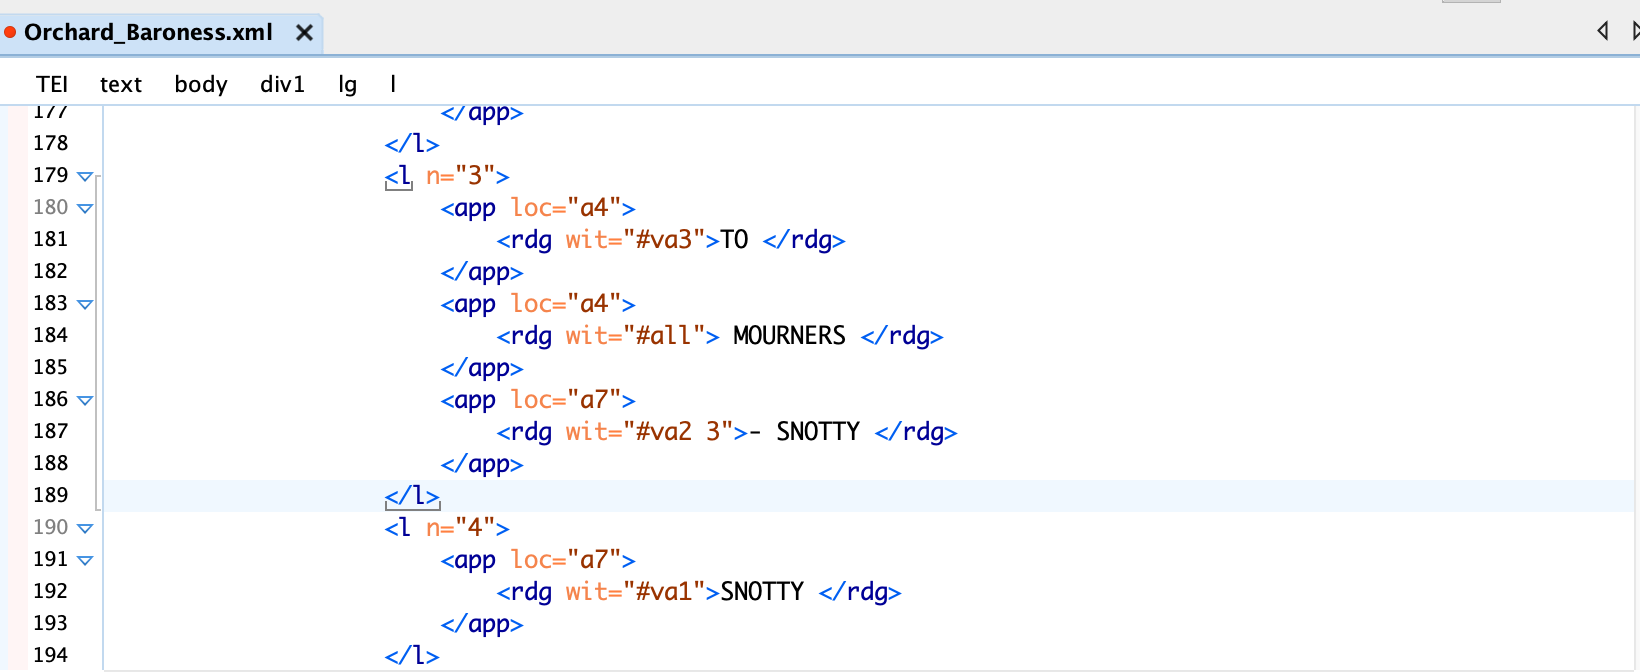 Orchard_Baroness.xml
TEI text body div1 lg l
177 </app>
178 </l>
179 <l n="3">
180 <app loc="a4">
181 <rdg wit="#va3">TO </rdg>
182 </app>
183 <app loc="a4">
184 <rdg wit="#all"> MOURNERS </rdg>
185 </app>
186 <app loc="a7">
187 <rdg wit="#va2 3">- SNOTTY </rdg>
188 </app>
189 </l>
190 <l n="4">
191 <app loc="a7">
192 <rdg wit="#va1">SNOTTY </rdg>
193 </app>
194 </l>